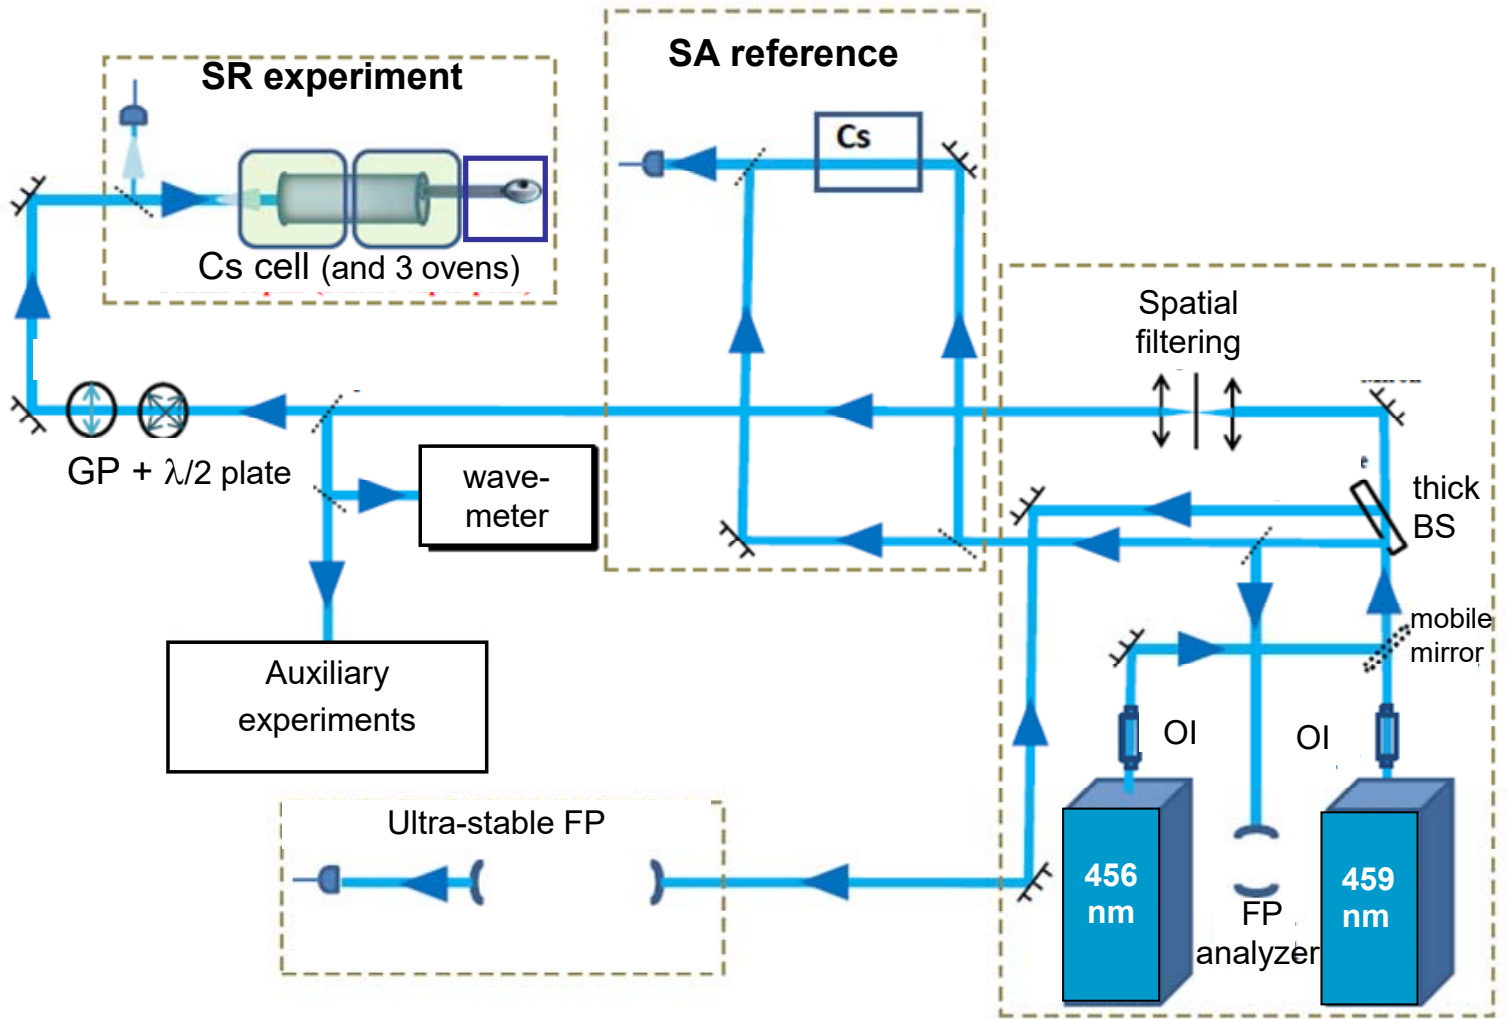 SR experiment
Cs cell (and 3 ovens)
SA reference
Cs
Spatial
filtering
GP + λ/2 plate
wave-
meter
thick
BS
mobile
mirror
Auxiliary
experiments
OI
OI
Ultra-stable FP
456
nm
459
nm
FP
analyzer